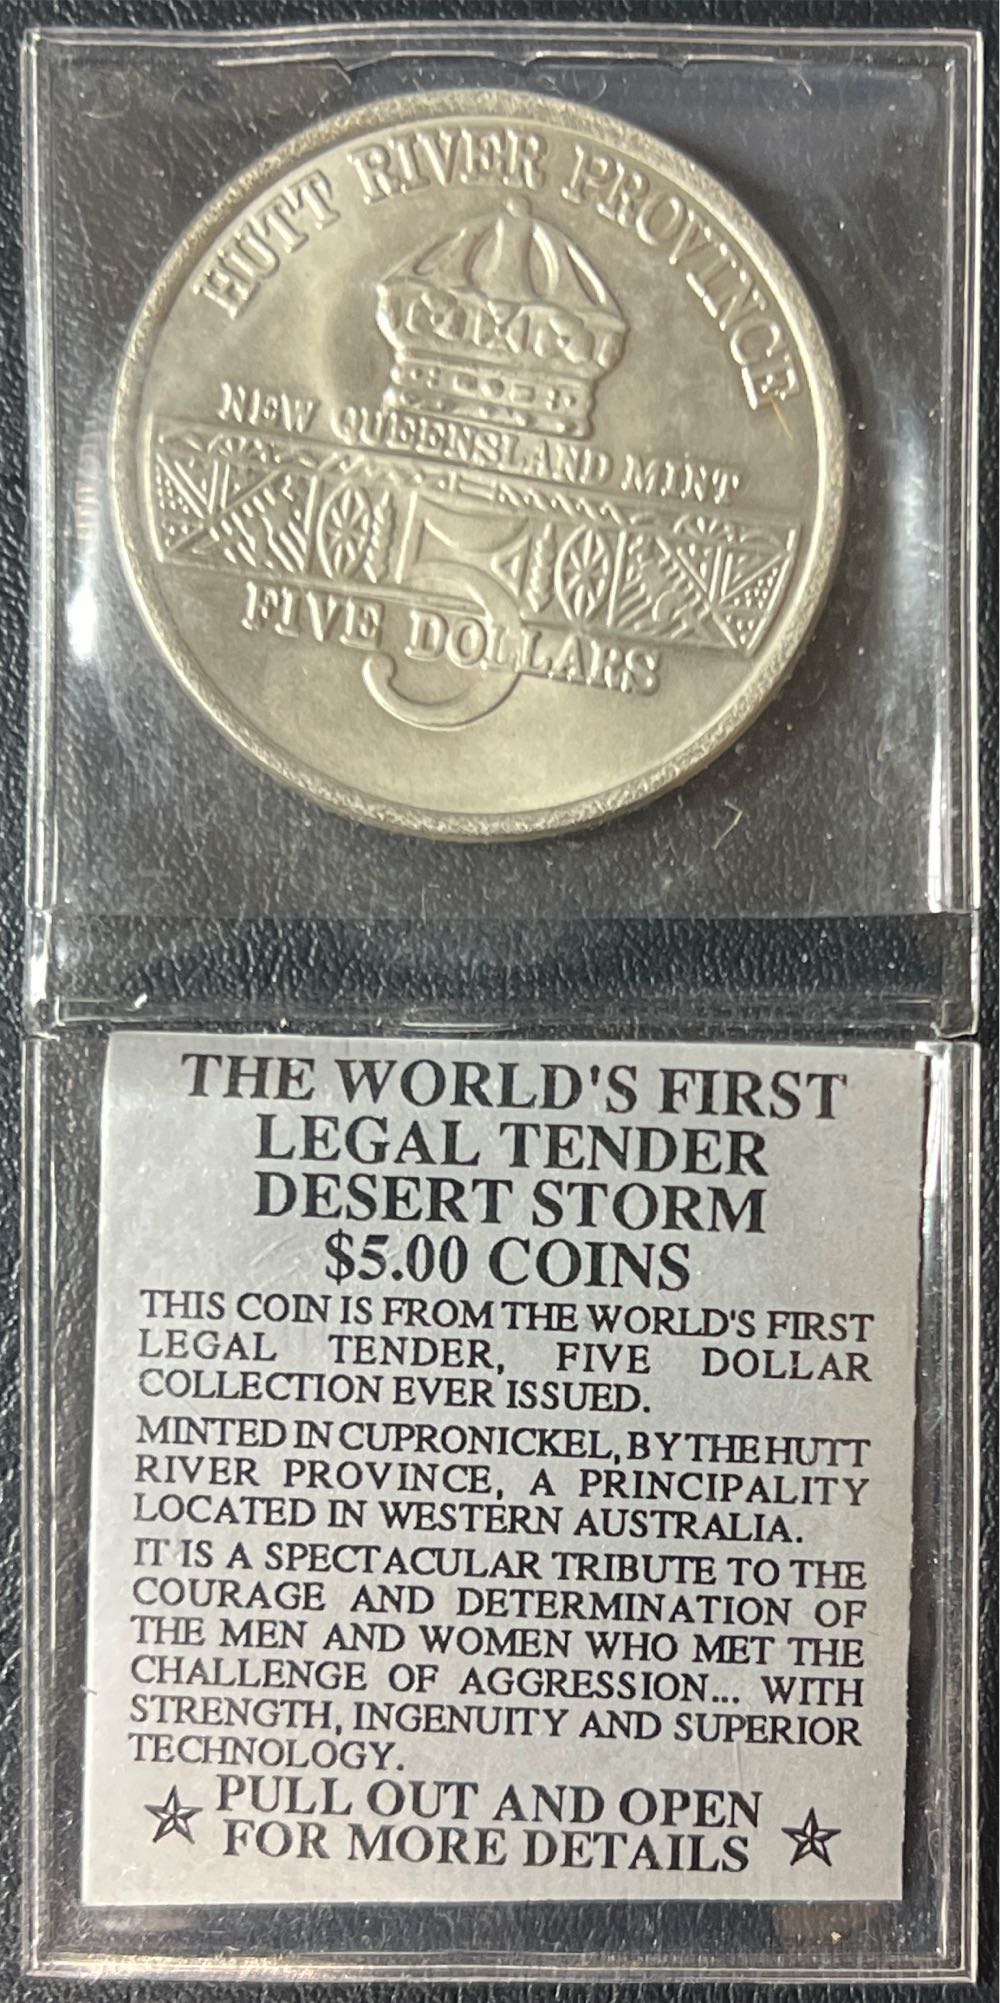 HUTT RIVER PROVINCE
NEW QUEENSLAND MINT
5
FIVE DOLLARS
THE WORLD'S FIRST
LEGAL TENDER
DESERT STORM
$5.00 COINS
THIS COIN IS FROM THE WORLD'S FIRST
LEGAL TENDER, FIVE DOLLAR
COLLECTION EVER ISSUED.
MINTED IN CUPRONICKEL, BY THE HUTT
RIVER PROVINCE, A PRINCIPALITY
LOCATED IN WESTERN AUSTRALIA.
IT IS A SPECTACULAR TRIBUTE TO THE
COURAGE AND DETERMINATION OF
THE MEN AND WOMEN WHO MET THE
CHALLENGE OF AGGRESSION... WITH
STRENGTH, INGENUITY AND SUPERIOR
TECHNOLOGY.
PULL OUT AND OPEN
FOR MORE DETAILS